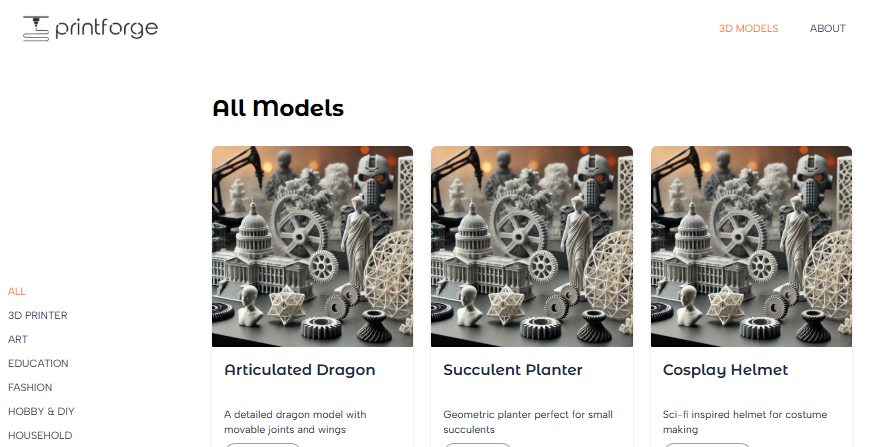 printforge
3D MODELS
ABOUT
All Models
ALL
3D PRINTER
ART
EDUCATION
FASHION
HOBBY & DIY
HOUSEHOLD
Articulated Dragon
A detailed dragon model with
movable joints and wings
Succulent Planter
Geometric planter perfect for small
succulents
Cosplay Helmet
Sci-fi inspired helmet for costume
making